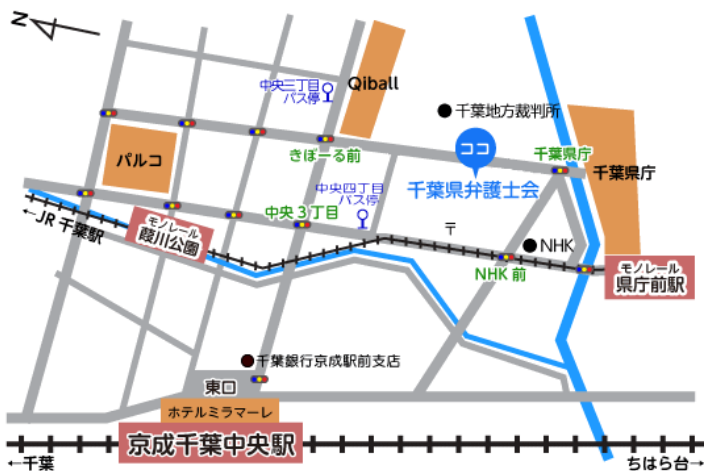 N
Qiball
中央三丁目
バス停
千葉地方裁判所
ココ
きぼーる前
千葉県庁
パルコ
千葉県庁
千葉県弁護士会
中央四丁目
バス停
中央3丁目
←JR 千葉駅
モノレール
葭川公園
〒
NHK
NHK 前
モノレール
県庁前駅
千葉銀行京成駅前支店
東口
ホテルミラマーレ
京成千葉中央駅
←千葉
ちはら台→